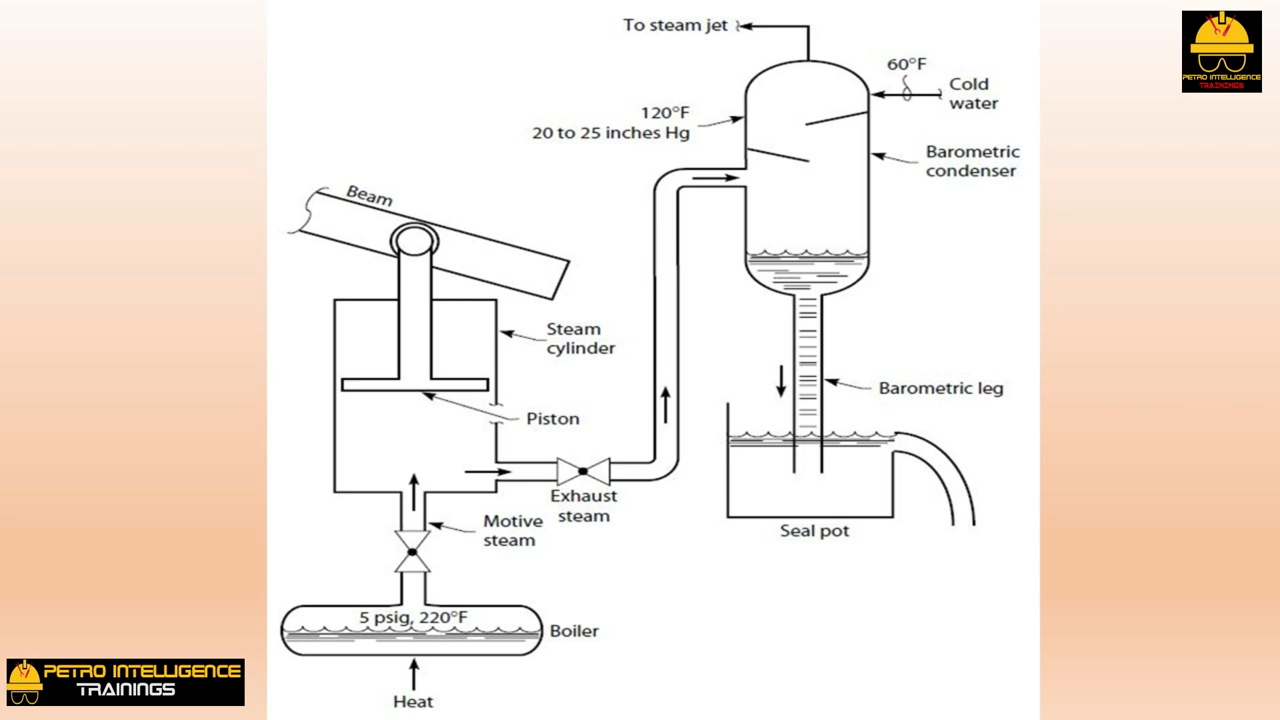 To steam jet
PETRO INTELLIGENCE
TRAININGS
60°F
Cold
water
120°F
20 to 25 inches Hg
Barometric
condenser
Beam
Steam
cylinder
Barometric leg
Piston
Exhaust
steam
Motive
steam
Seal pot
5 psig, 220°F
Boiler
Heat
PETRO INTELLIGENCE
TRAININGS